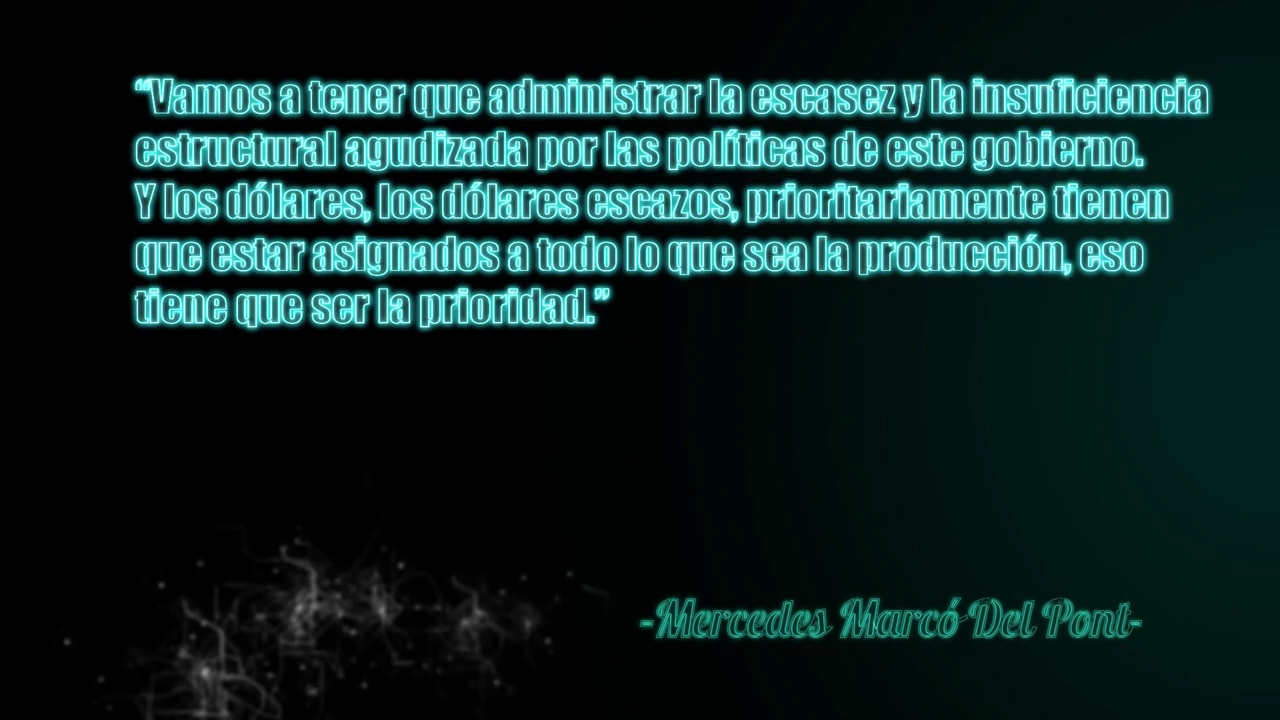 “Vamos a tener que administrar la escasez y la insuficiencia
estructural agudizada por las políticas de este gobierno.
Y los dólares, los dólares escazos, prioritariamente tienen
que estar asignados a todo lo que sea la producción, eso
tiene que ser la prioridad.”
-Mercedes Marcó Del Pont-